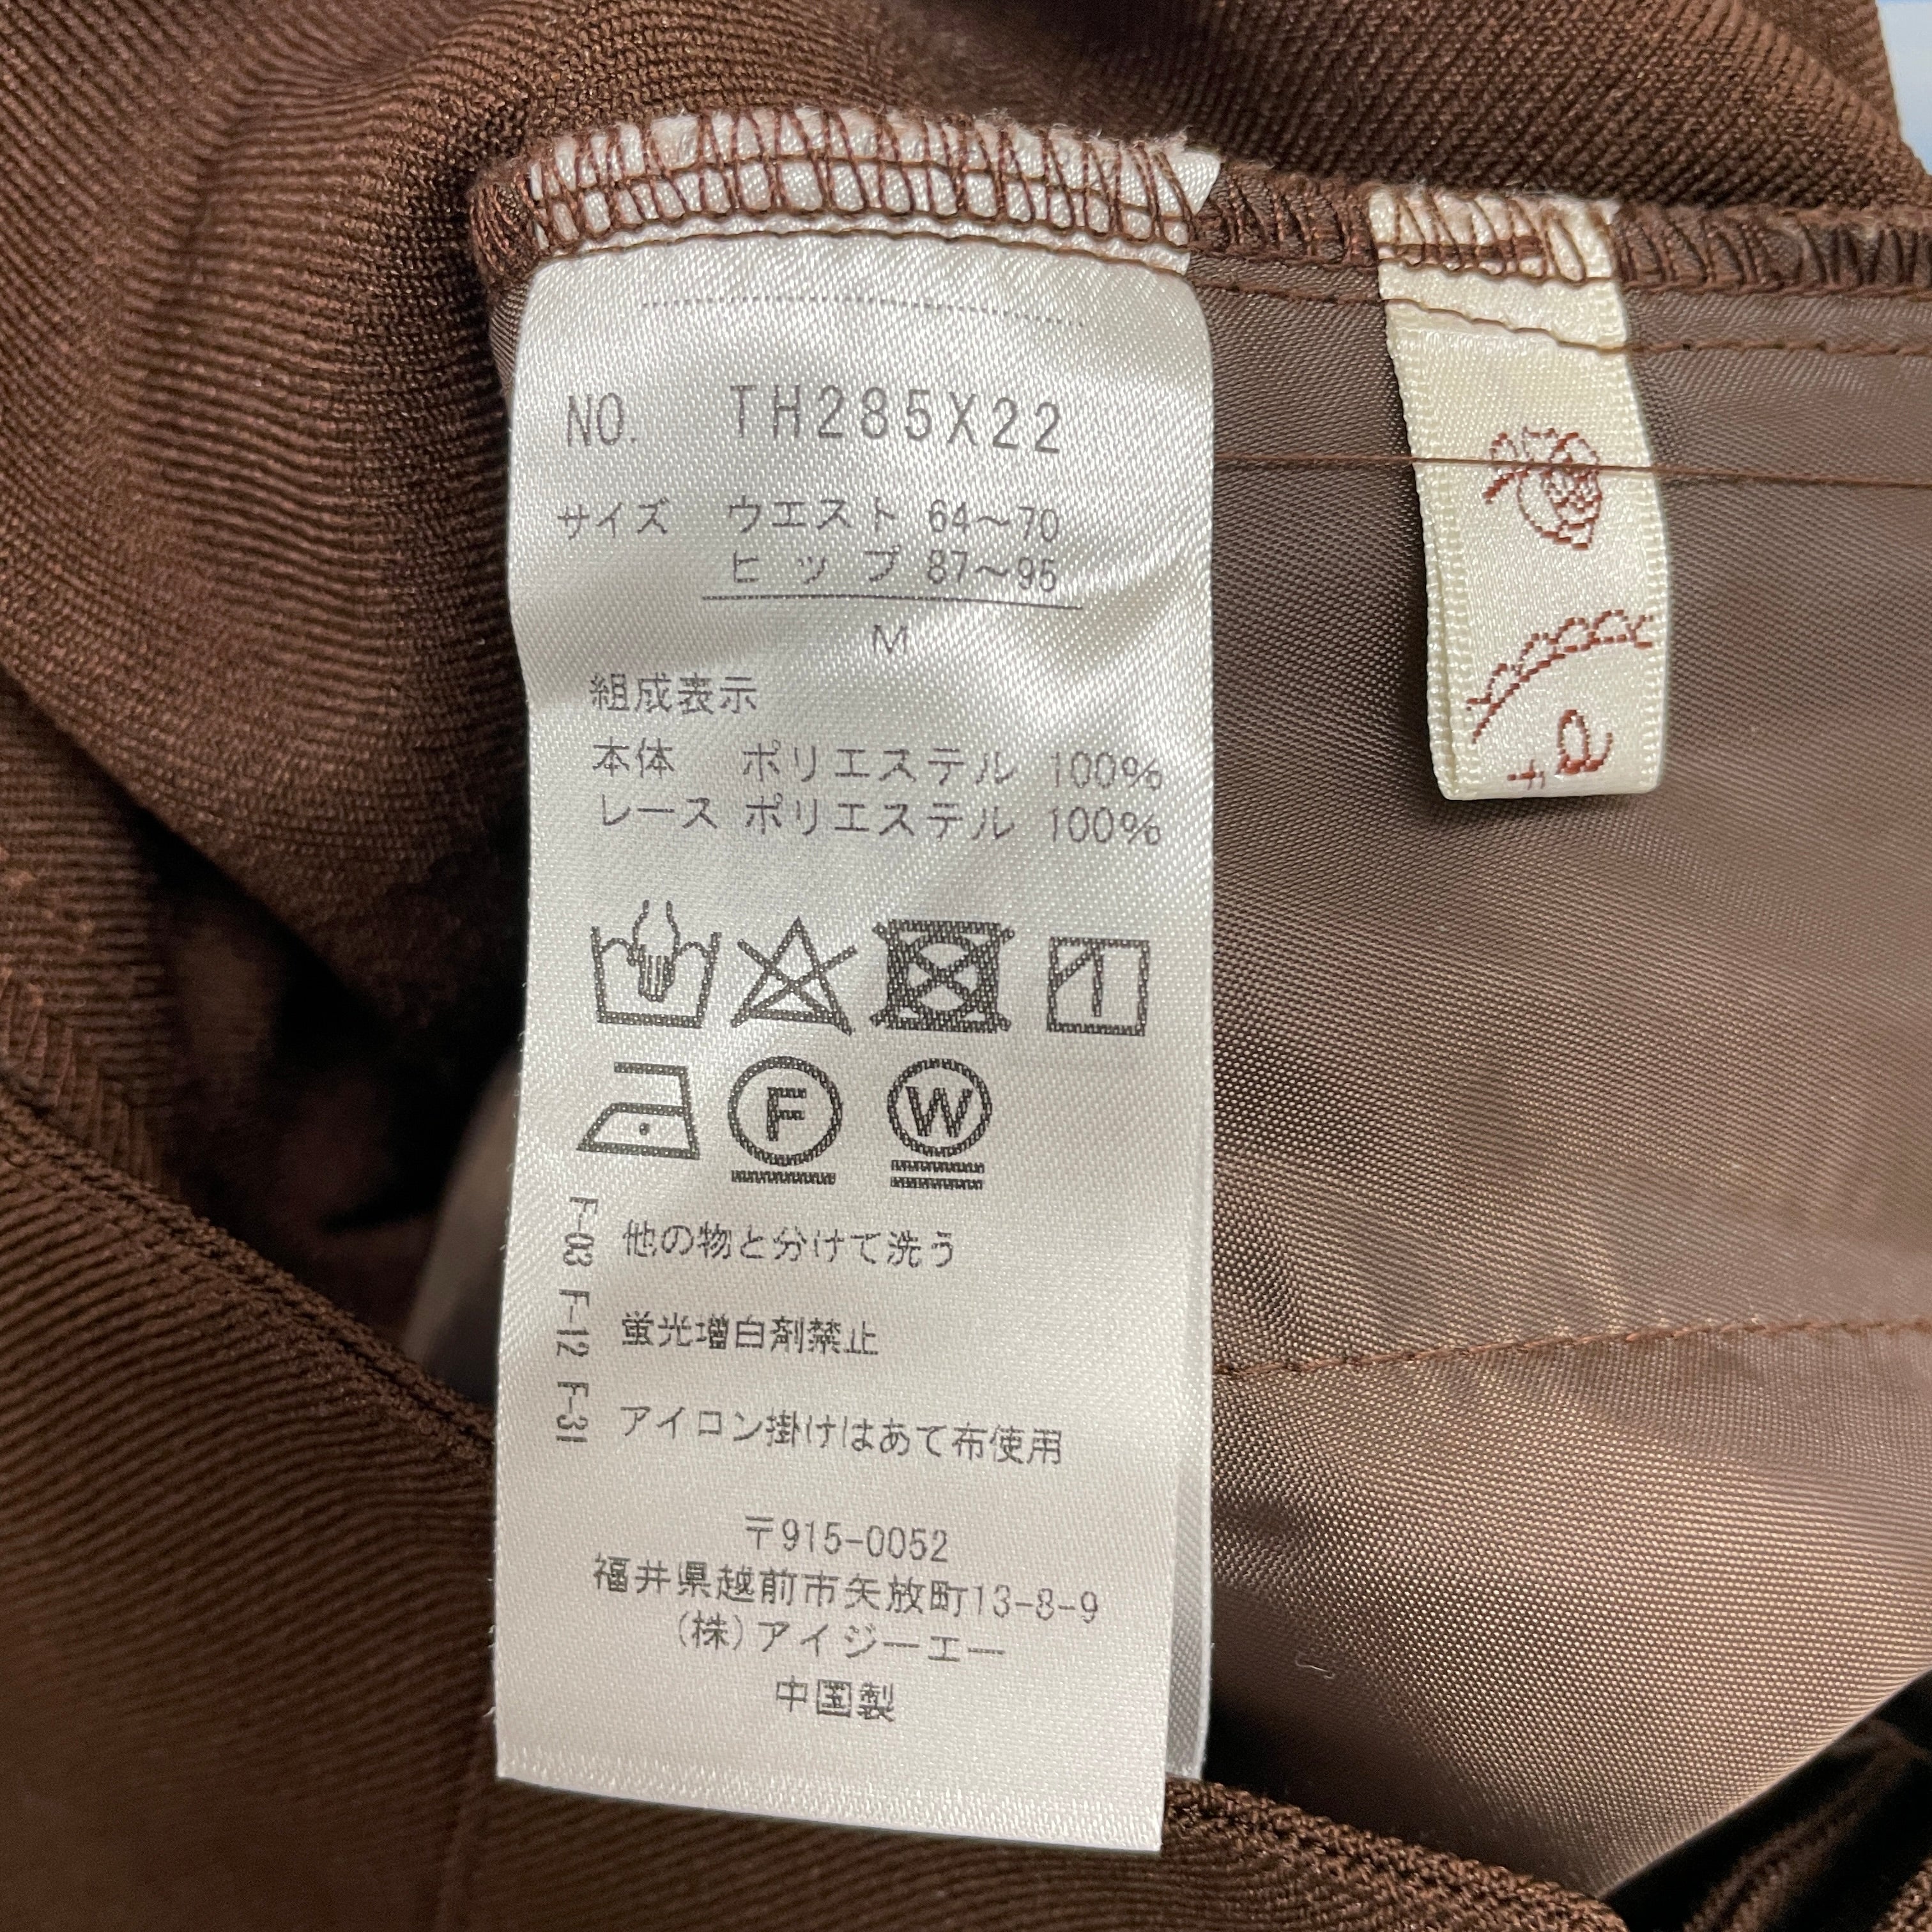 NO. TH285X22
サイズ ウエスト 64〜70
ヒップ 87〜95
M
組成表示
本体 ポリエステル 100%
レース ポリエステル 100%
F
W
F-03 他の物と分けて洗う
F-12 蛍光増白剤禁止
F-31 アイロン掛けはあて布使用
〒915-0052
福井県越前市矢放町13-8-9
(株)アイジーエー
中国製